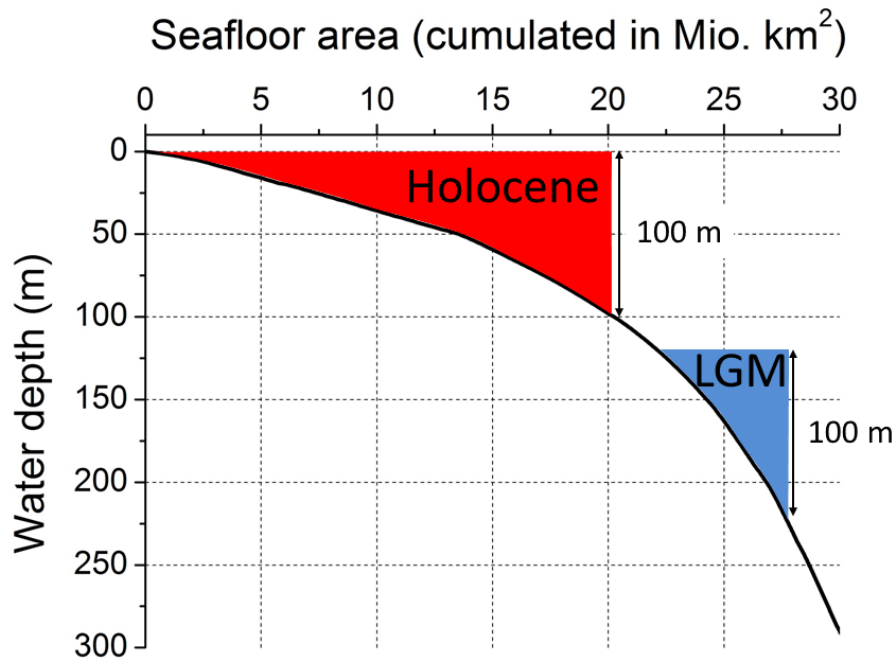 Seafloor area (cumulated in Mio. km²)
0 5 10 15 20 25 30
Water depth (m)
0
50
100
150
200
250
300
Holocene
100 m
LGM
100 m